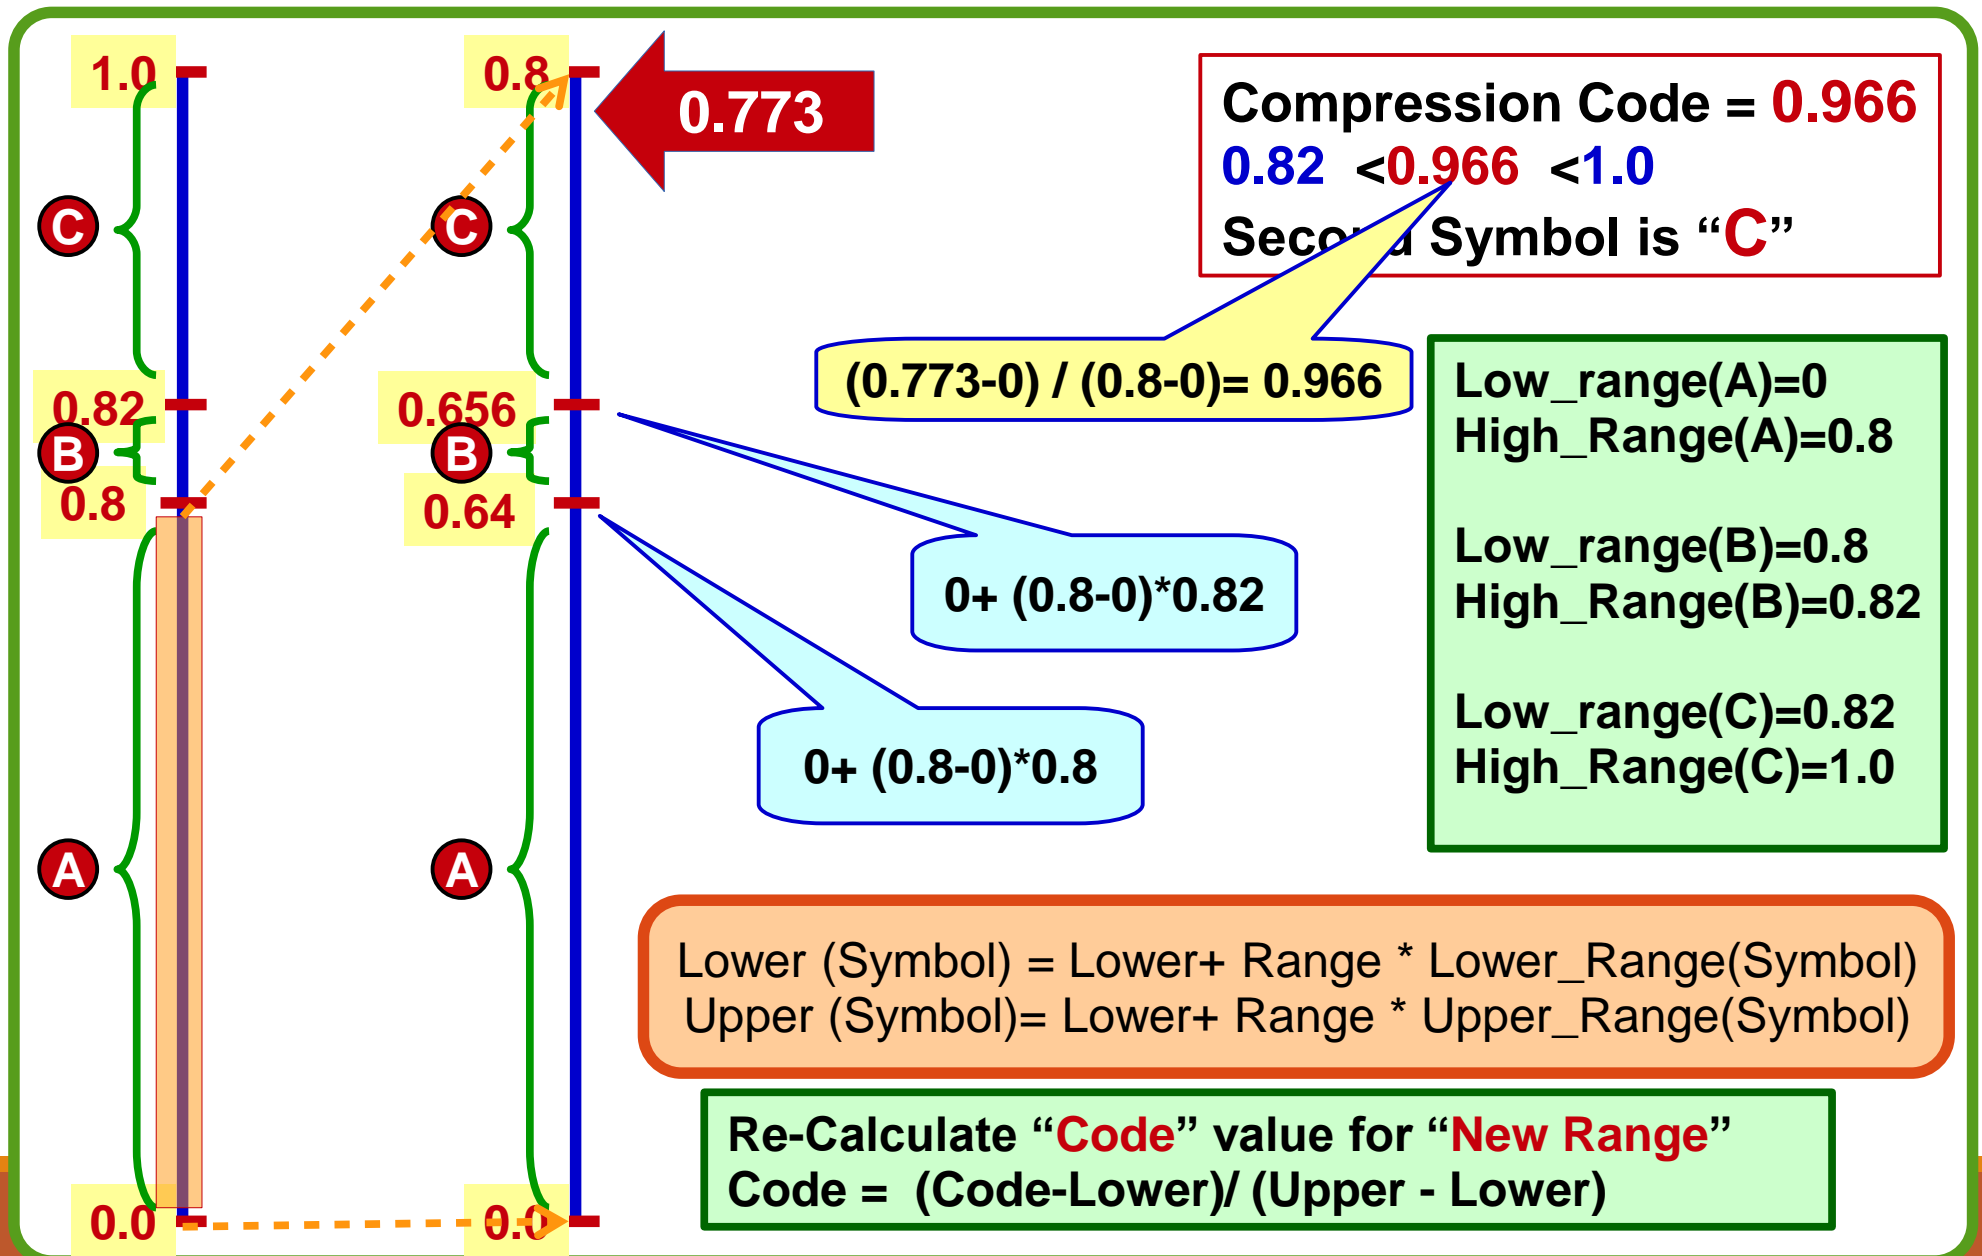 1.0
C
0.82
B
0.8
A
0.0
0.8
C
0.656
B
0.64
A
0.0
0.773
Compression Code = 0.966
0.82 <0.966 <1.0
Second Symbol is “C”
(0.773-0) / (0.8-0)= 0.966
0+ (0.8-0)*0.82
0+ (0.8-0)*0.8
Low_range(A)=0
High_Range(A)=0.8
Low_range(B)=0.8
High_Range(B)=0.82
Low_range(C)=0.82
High_Range(C)=1.0
Lower (Symbol) = Lower+ Range * Lower_Range(Symbol)
Upper (Symbol)= Lower+ Range * Upper_Range(Symbol)
Re-Calculate “Code” value for “New Range”
Code = (Code-Lower)/ (Upper - Lower)